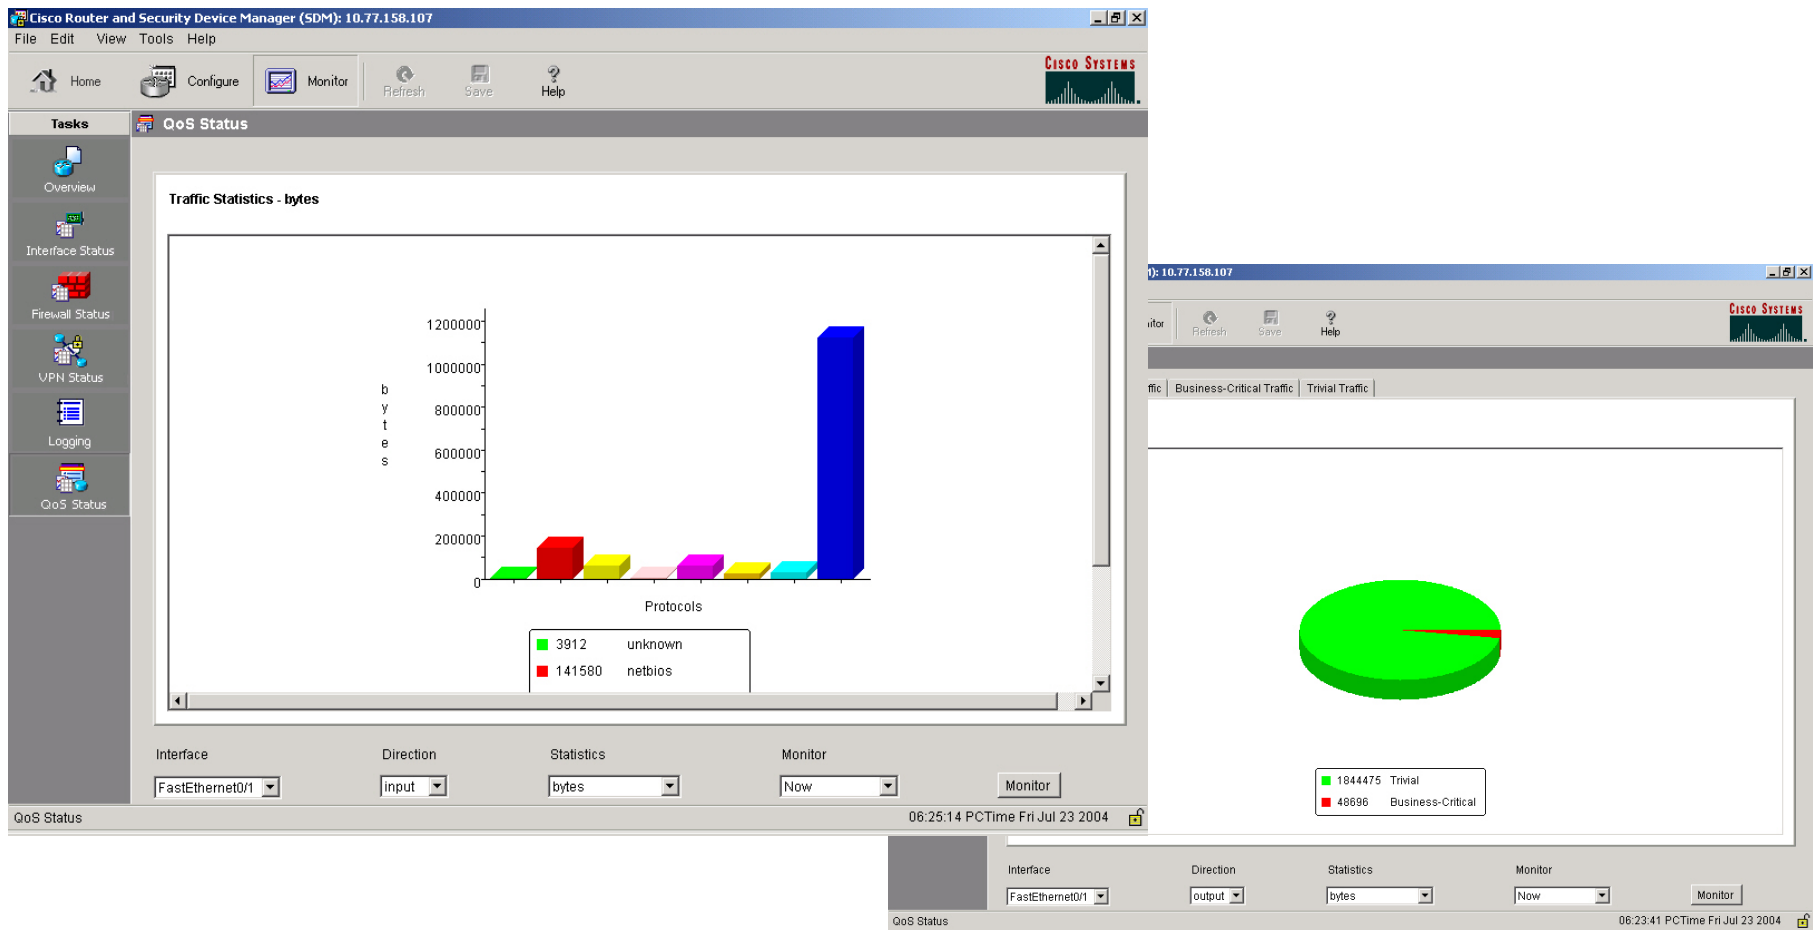 Cisco Router and Security Device Manager (SDM): 10.77.158.107
File Edit View Tools Help
Home Configure Monitor Refresh Save Help
CISCO SYSTEMS
Tasks
QoS Status
Overview
Interface Status
Firewall Status
VPN Status
Logging
QoS Status
Traffic Statistics - bytes
1200000
1000000
800000
600000
400000
200000
0
bytes
Protocols
3912 unknown
141580 netbios
Interface Direction Statistics Monitor
FastEthernet0/1 input bytes Now Monitor
QoS Status 06:25:14 PCTime Fri Jul 23 2004
): 10.77.158.107
itor Refresh Save Help
CISCO SYSTEMS
ffic Business-Critical Traffic Trivial Traffic
1844475 Trivial
48696 Business-Critical
Interface Direction Statistics Monitor
FastEthernet0/1 output bytes Now Monitor
QoS Status 06:23:41 PCTime Fri Jul 23 2004